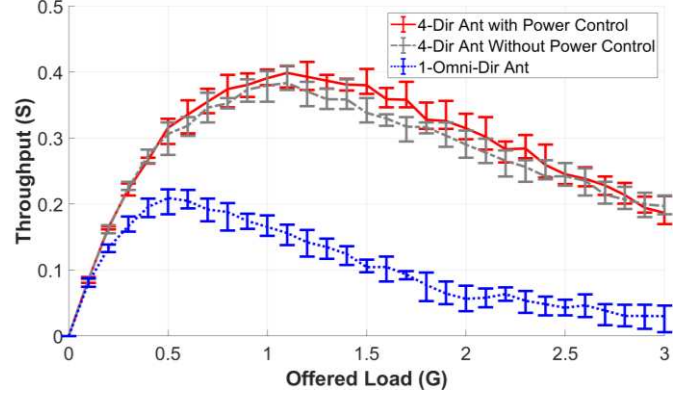 4-Dir Ant with Power Control
4-Dir Ant Without Power Control
1-Omni-Dir Ant
Throughput (S)
0.5
0.4
0.3
0.2
0.1
0
0 0.5 1 1.5 2 2.5 3
Offered Load (G)